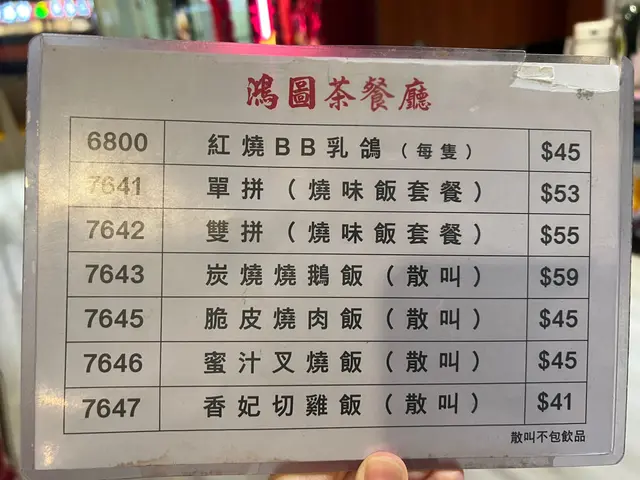 鴻圖茶餐廳
6800 紅燒BB乳鴿（每隻） $45
7641 單拼（燒味飯套餐） $53
7642 雙拼（燒味飯套餐） $55
7643 炭燒燒鵝飯（散叫） $59
7645 脆皮燒肉飯（散叫） $45
7646 蜜汁叉燒飯（散叫） $45
7647 香妃切雞飯（散叫） $41
散叫不包飲品